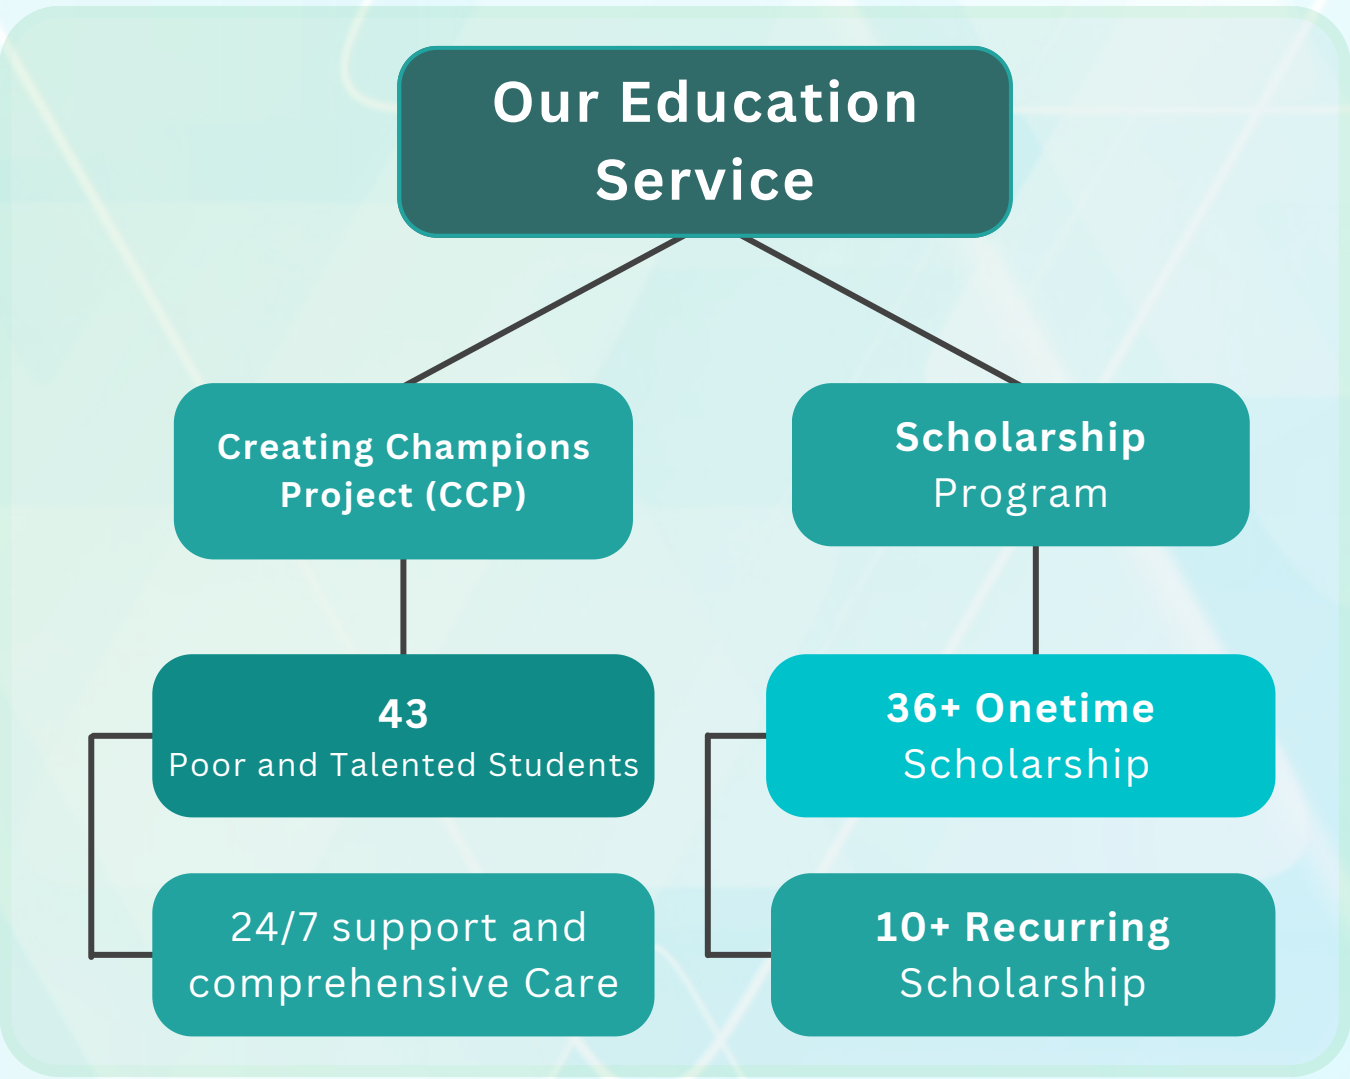 Our Education
Service
Creating Champions
Project (CCP)
Scholarship
Program
43
Poor and Talented Students
36+ Onetime
Scholarship
24/7 support and
comprehensive Care
10+ Recurring
Scholarship